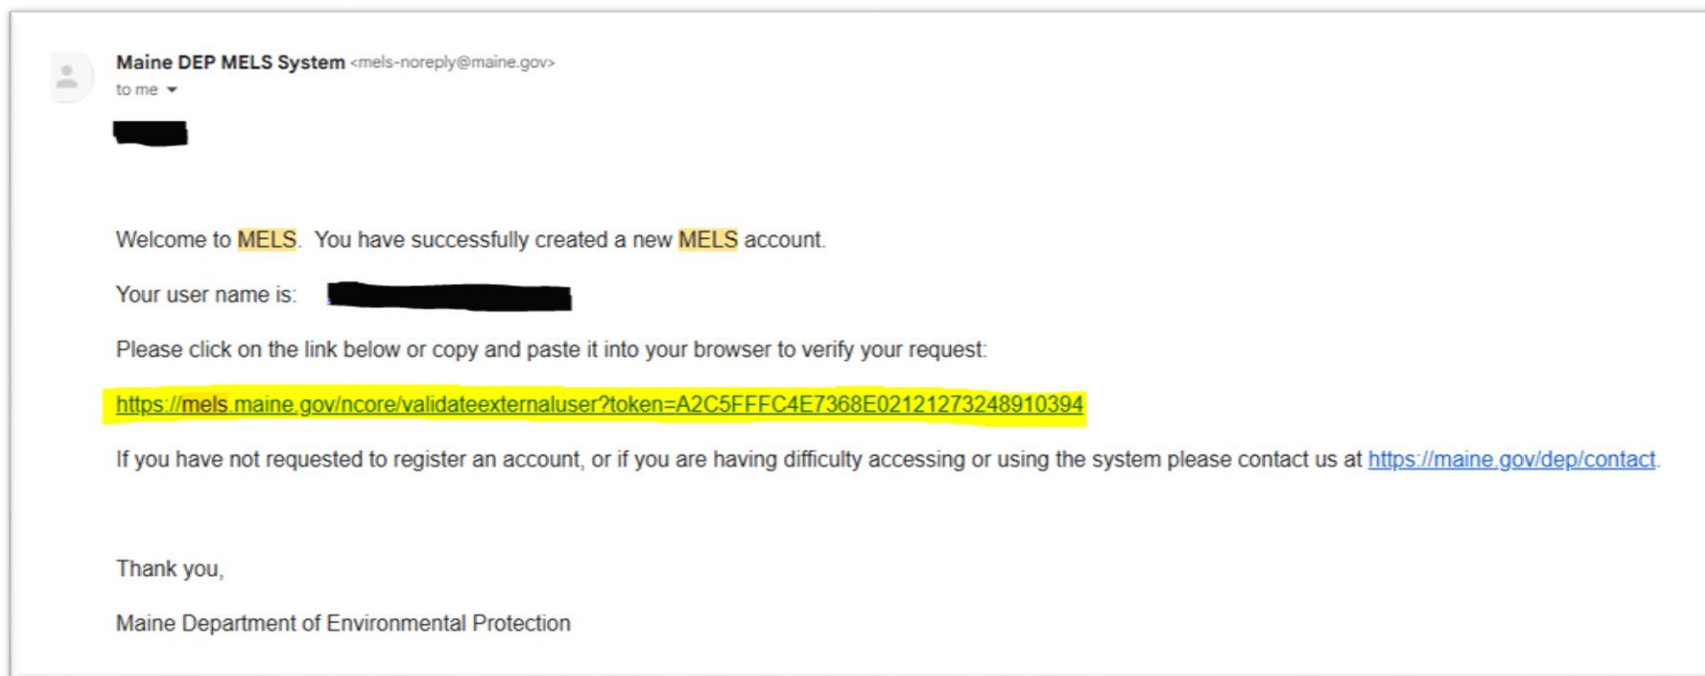 Maine DEP MELS System <mels-noreply@maine.gov>
to me
Welcome to MELS.  You have successfully created a new MELS account.
Your user name is:
Please click on the link below or copy and paste it into your browser to verify your request:
https://mels.maine.gov/ncore/validateexternaluser?token=A2C5FFFC4E7368E02121273248910394
If you have not requested to register an account, or if you are having difficulty accessing or using the system please contact us at https://maine.gov/dep/contact.
Thank you,
Maine Department of Environmental Protection